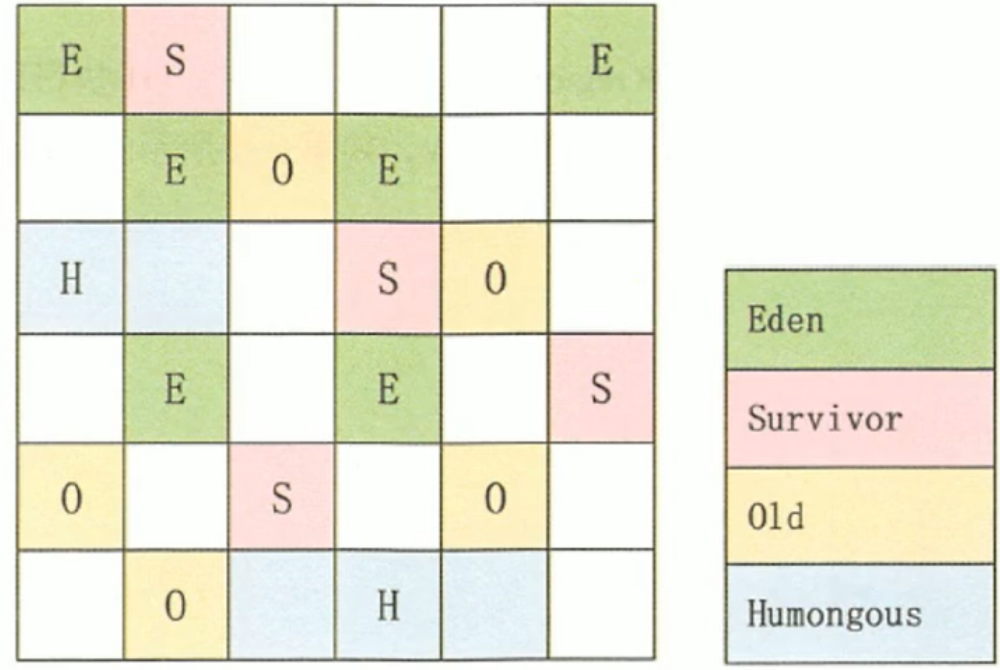 E S E
E O E
H S O
E E S
O S O
O H
Eden
Survivor
Old
Humongous